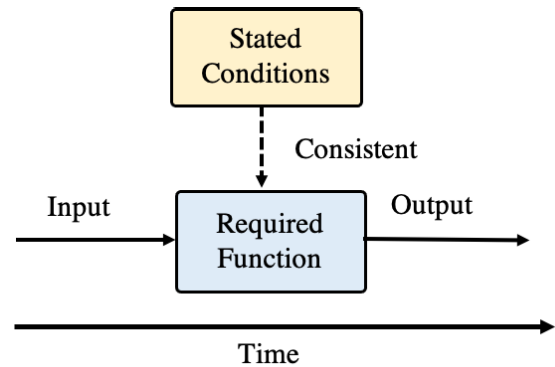 Stated
Conditions
Consistent
Input
Required
Function
Output
Time